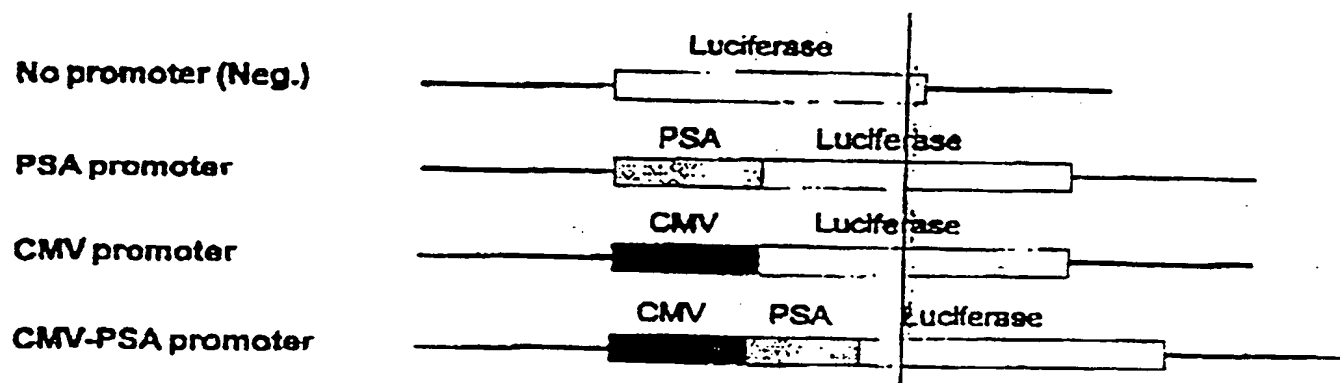 Luciferase
No promoter (Neg.)
PSA Luciferase
PSA promoter
CMV Luciferase
CMV promoter
CMV PSA Luciferase
CMV-PSA promoter